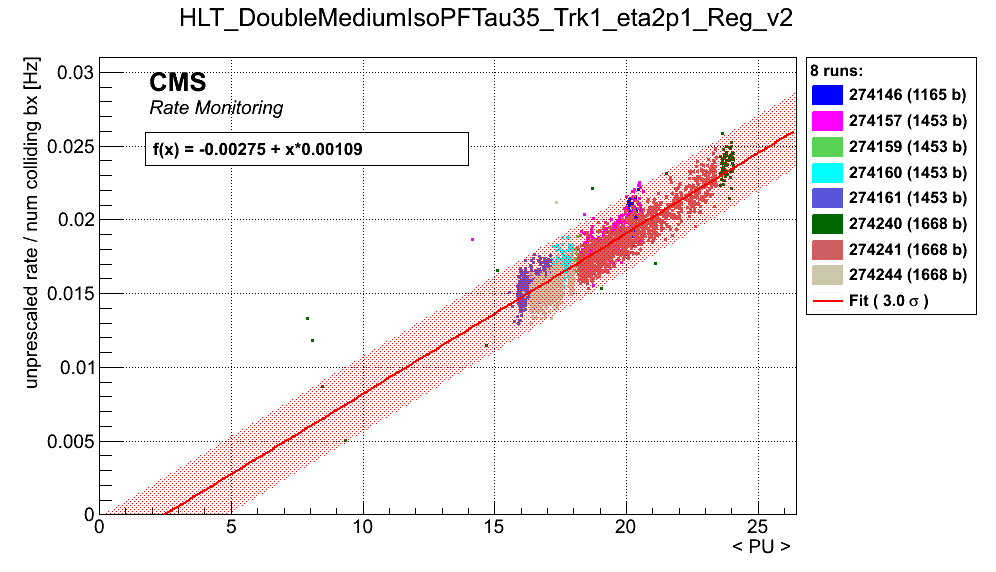 HLT_DoubleMediumIsoPFTau35_Trk1_eta2p1_Reg_v2
unprescaled rate / num colliding bx [Hz]
0.03
0.025
0.02
0.015
0.01
0.005
0
CMS
Rate Monitoring
f(x) = -0.00275 + x*0.00109
0 5 10 15 20 25
< PU >
8 runs:
274146 (1165 b)
274157 (1453 b)
274159 (1453 b)
274160 (1453 b)
274161 (1453 b)
274240 (1668 b)
274241 (1668 b)
274244 (1668 b)
Fit ( 3.0 σ )